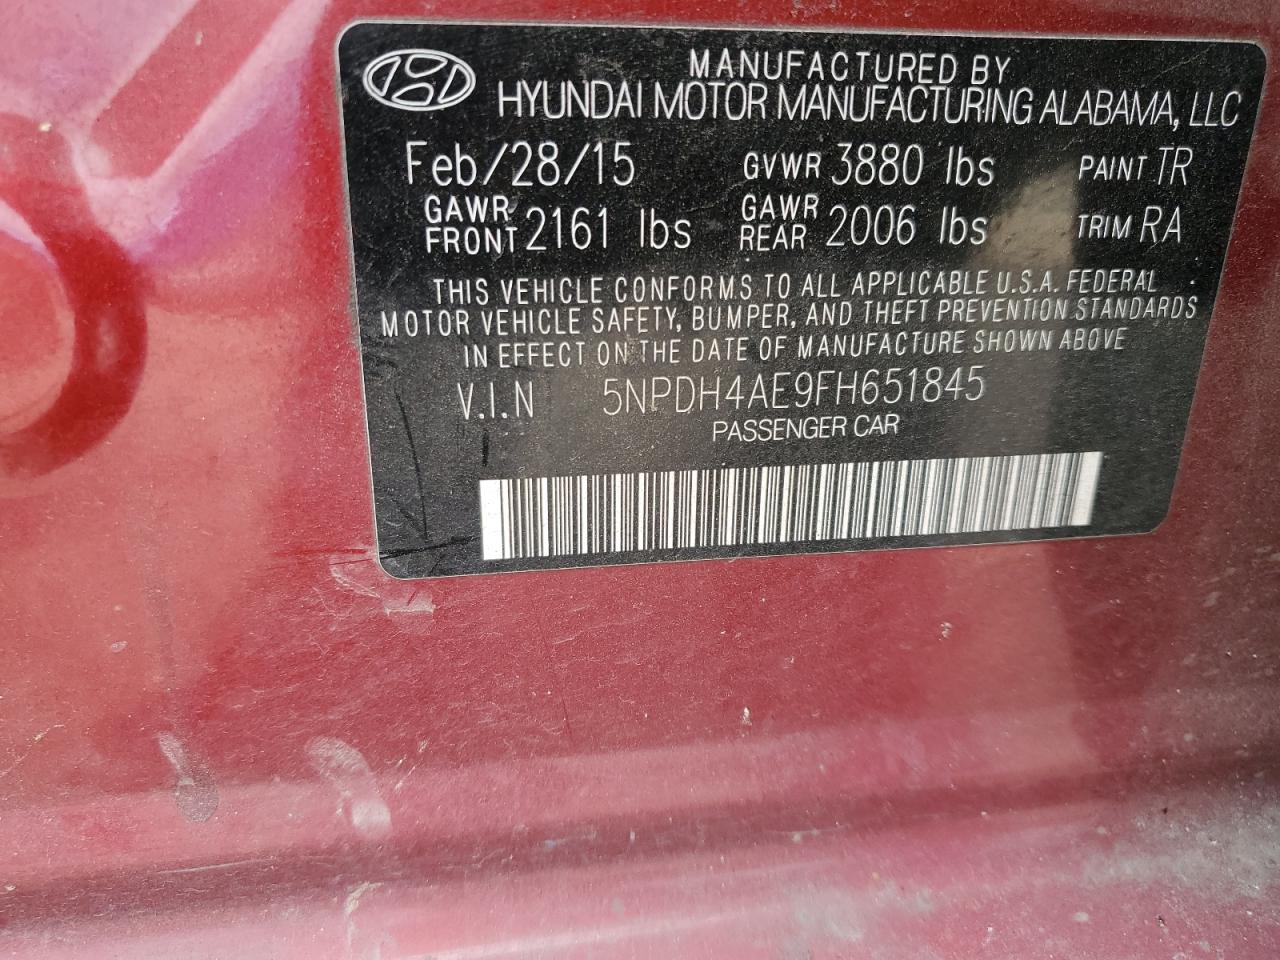 MANUFACTURED BY
HYUNDAI MOTOR MANUFACTURING ALABAMA, LLC
Feb/28/15 GVWR 3880 lbs PAINT TR
GAWR FRONT 2161 lbs GAWR REAR 2006 lbs TRIM RA
THIS VEHICLE CONFORMS TO ALL APPLICABLE U.S.A. FEDERAL
MOTOR VEHICLE SAFETY, BUMPER, AND THEFT PREVENTION STANDARDS
IN EFFECT ON THE DATE OF MANUFACTURE SHOWN ABOVE
V.I.N 5NPDH4AE9FH651845
PASSENGER CAR